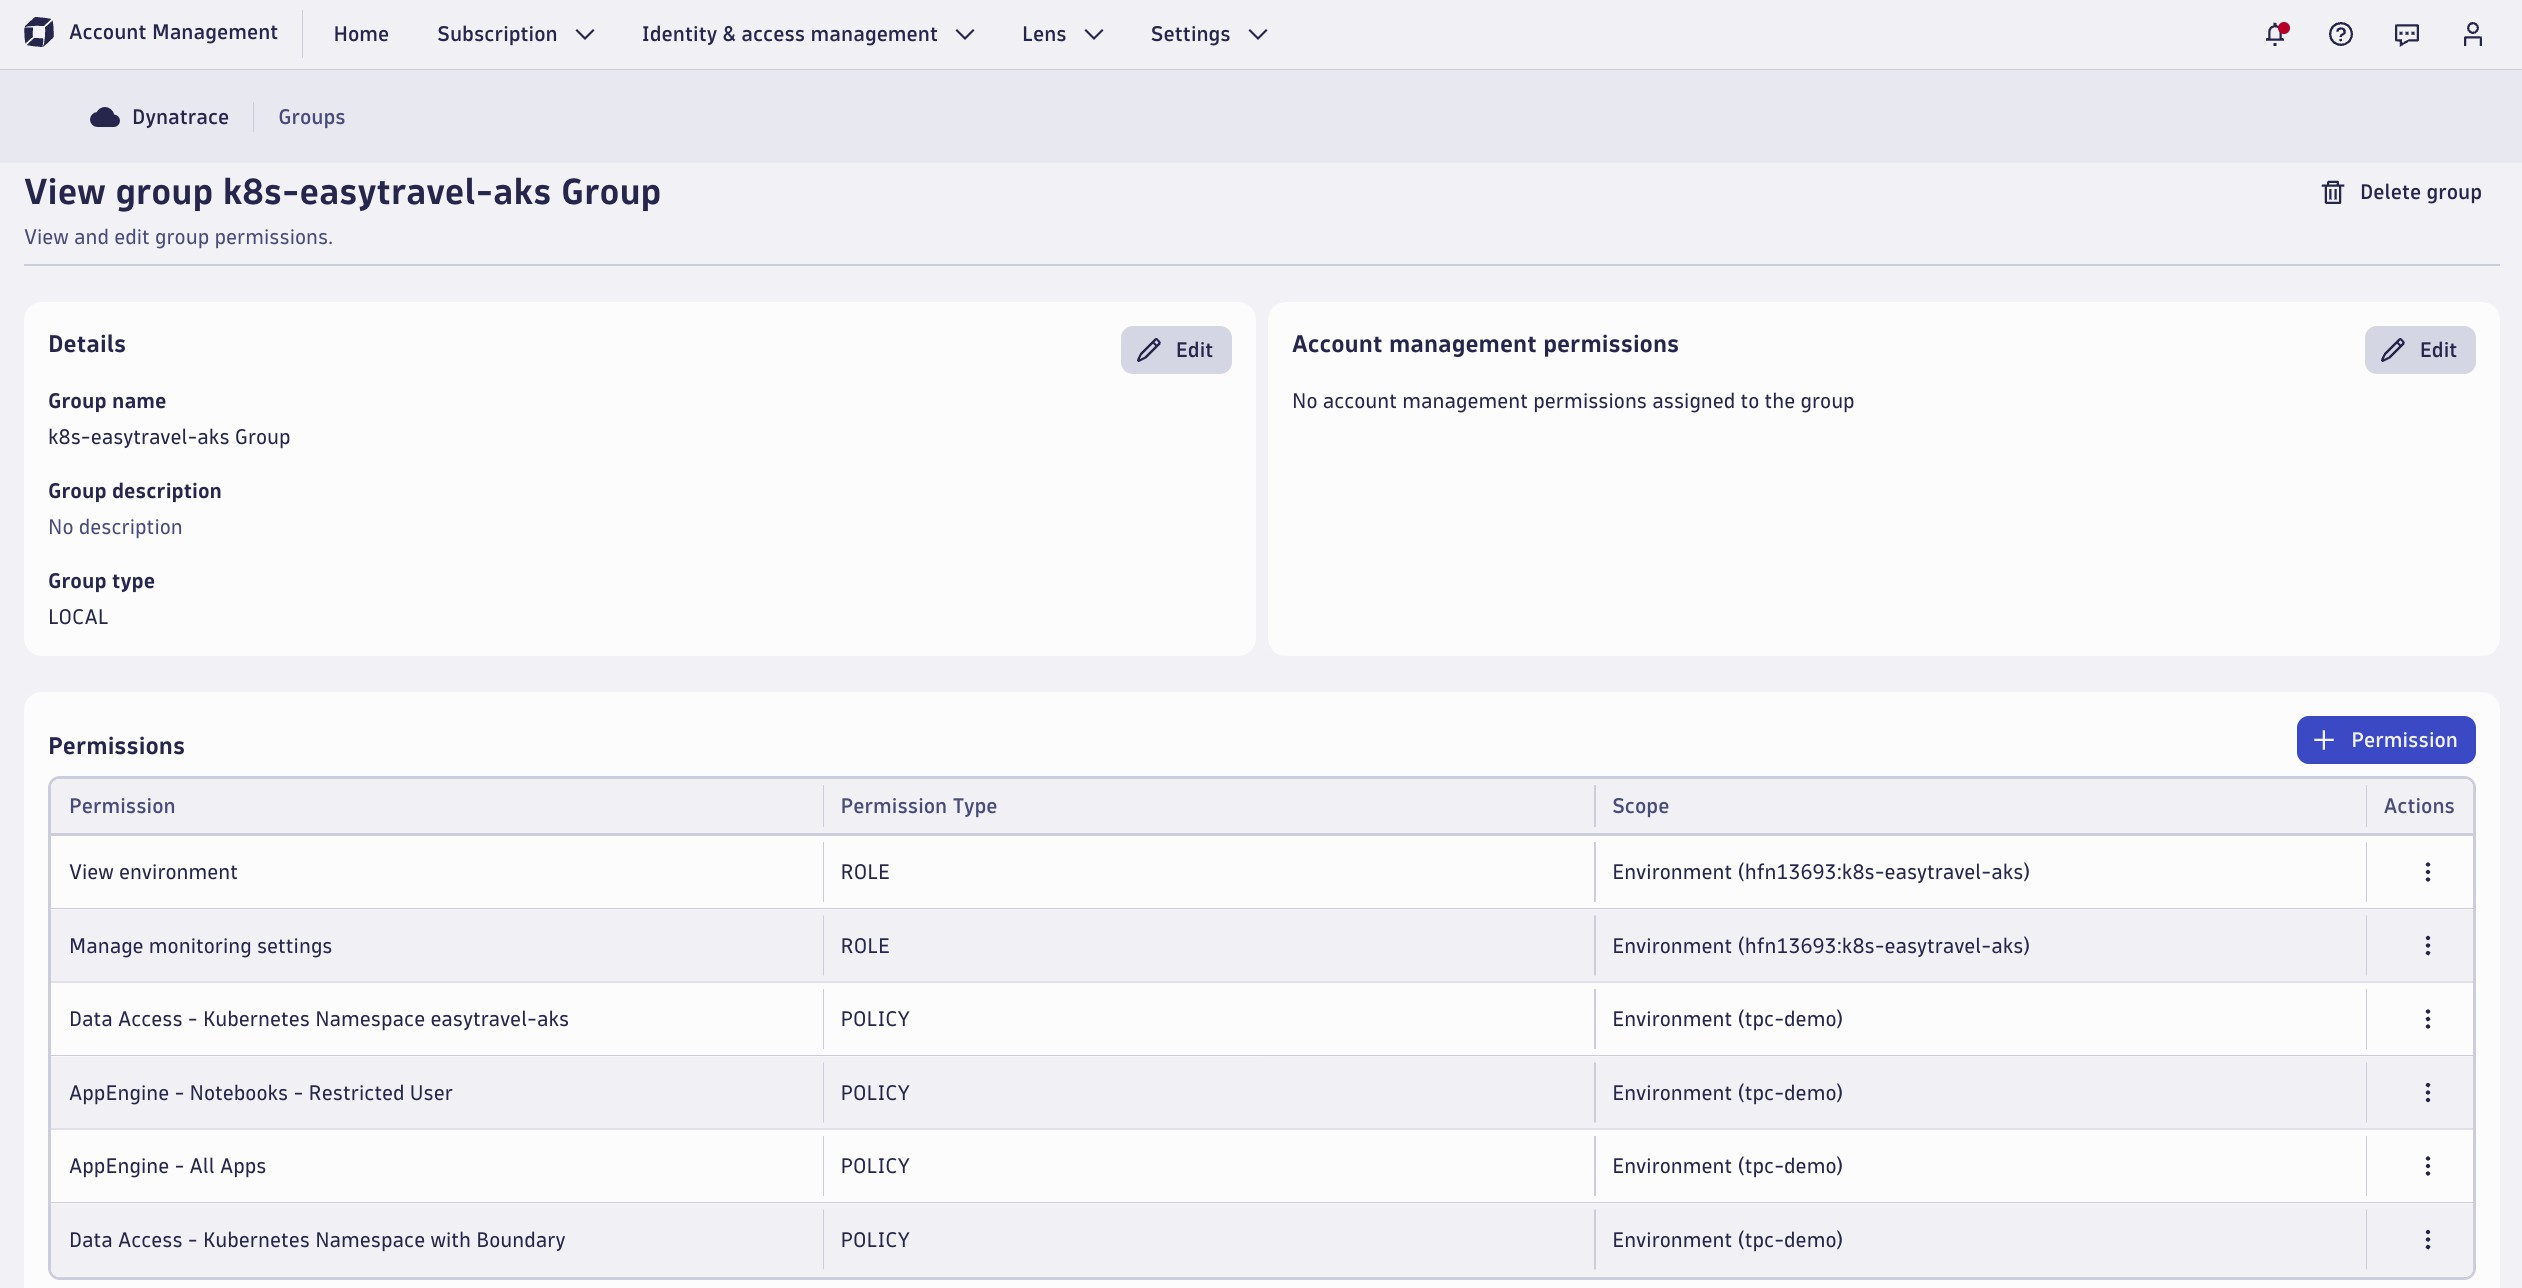 Account Management
Home
Subscription
Identity & access management
Lens
Settings
Dynatrace
Groups
View group k8s-easytravel-aks Group
Delete group
View and edit group permissions.
Details
Edit
Group name
k8s-easytravel-aks Group
Group description
No description
Group type
LOCAL
Account management permissions
Edit
No account management permissions assigned to the group
Permissions
Permission
Permission Permission Type Scope Actions
View environment ROLE Environment (hfn13693:k8s-easytravel-aks)
Manage monitoring settings ROLE Environment (hfn13693:k8s-easytravel-aks)
Data Access - Kubernetes Namespace easytravel-aks POLICY Environment (tpc-demo)
AppEngine - Notebooks - Restricted User POLICY Environment (tpc-demo)
AppEngine - All Apps POLICY Environment (tpc-demo)
Data Access - Kubernetes Namespace with Boundary POLICY Environment (tpc-demo)